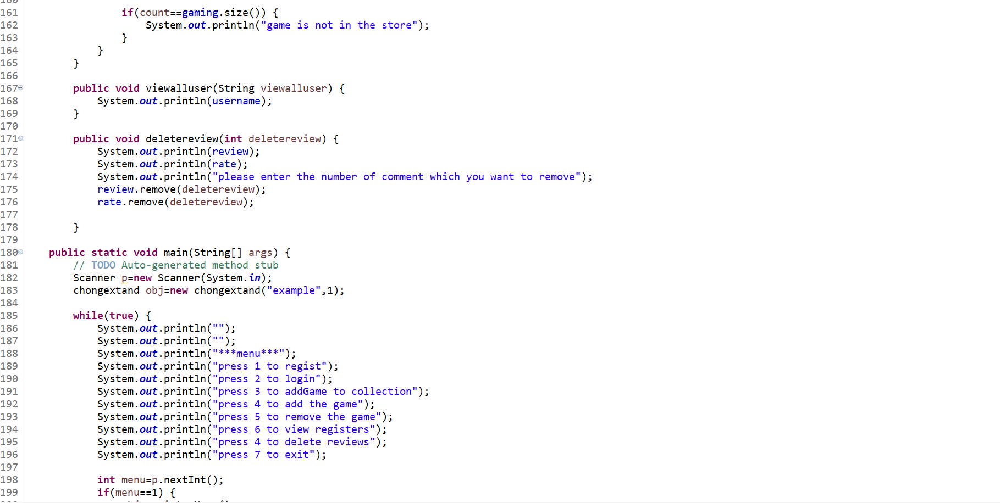 161 if(count==gaming.size()) {
162 System.out.println("game is not in the store");
163 }
164 }
165 }
166
167 public void viewalluser(String viewalluser) {
168 System.out.println(username);
169 }
170
171 public void deletereview(int deletereview) {
172 System.out.println(review);
173 System.out.println(rate);
174 System.out.println("please enter the number of comment which you want to remove");
175 review.remove(deletereview);
176 rate.remove(deletereview);
177
178 }
179
180 public static void main(String[] args) {
181 // TODO Auto-generated method stub
182 Scanner p=new Scanner(System.in);
183 chongextand obj=new chongextand("example",1);
184
185 while(true) {
186 System.out.println("");
187 System.out.println("");
188 System.out.println("***menu***");
189 System.out.println("press 1 to regist");
190 System.out.println("press 2 to login");
191 System.out.println("press 3 to addGame to collection");
192 System.out.println("press 4 to add the game");
193 System.out.println("press 5 to remove the game");
194 System.out.println("press 6 to view registers");
195 System.out.println("press 4 to delete reviews");
196 System.out.println("press 7 to exit");
197
198 int menu=p.nextInt();
199 if(menu==1) {